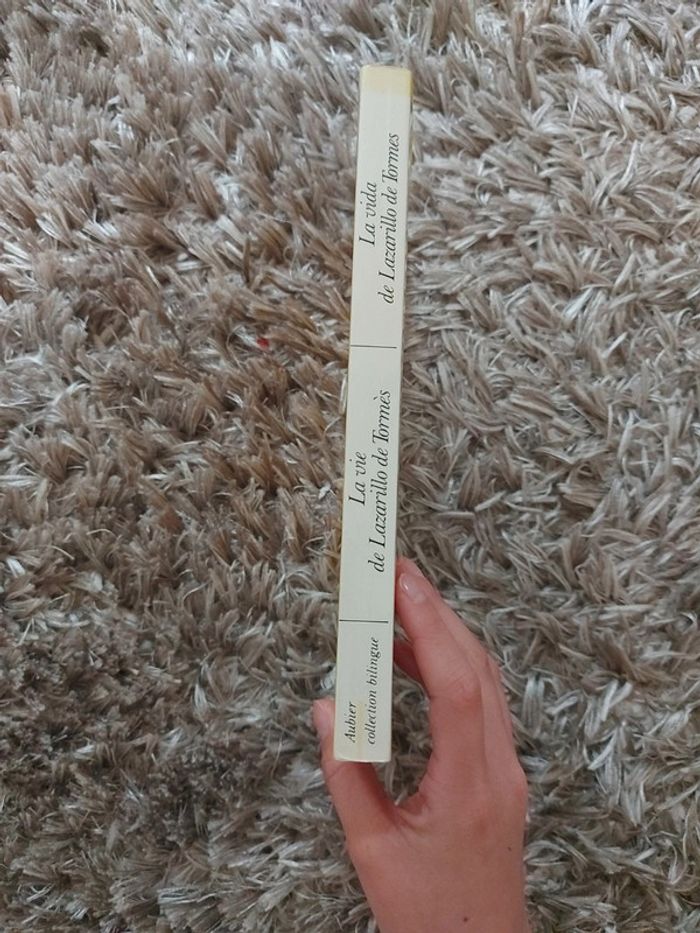 La vida
de Lazarillo de Tormes
La vie
de Lazarillo de Tormès
Aubier
collection bilingue